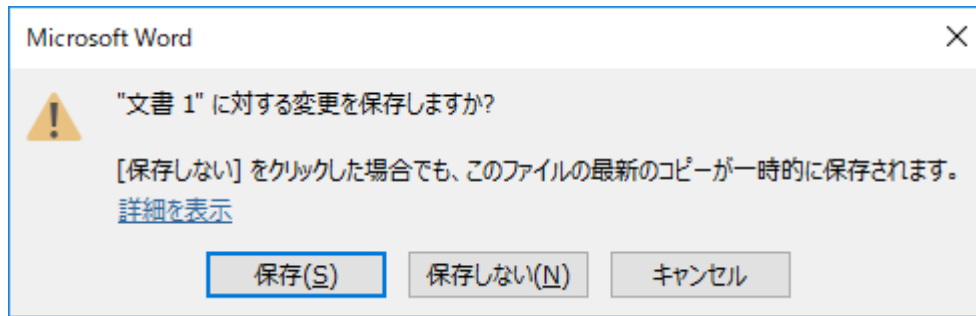 Microsoft Word
"文書 1" に対する変更を保存しますか?
[保存しない] をクリックした場合でも、このファイルの最新のコピーが一時的に保存されます。
詳細を表示
保存(S) 保存しない(N) キャンセル